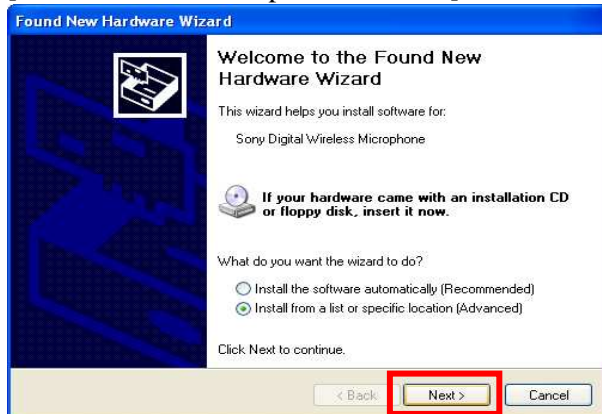 Found New Hardware Wizard
Welcome to the Found New
Hardware Wizard
This wizard helps you install software for:
Sony Digital Wireless Microphone
If your hardware came with an installation CD
or floppy disk, insert it now.
What do you want the wizard to do?
Install the software automatically (Recommended)
Install from a list or specific location (Advanced)
Click Next to continue.
< Back
Next >
Cancel